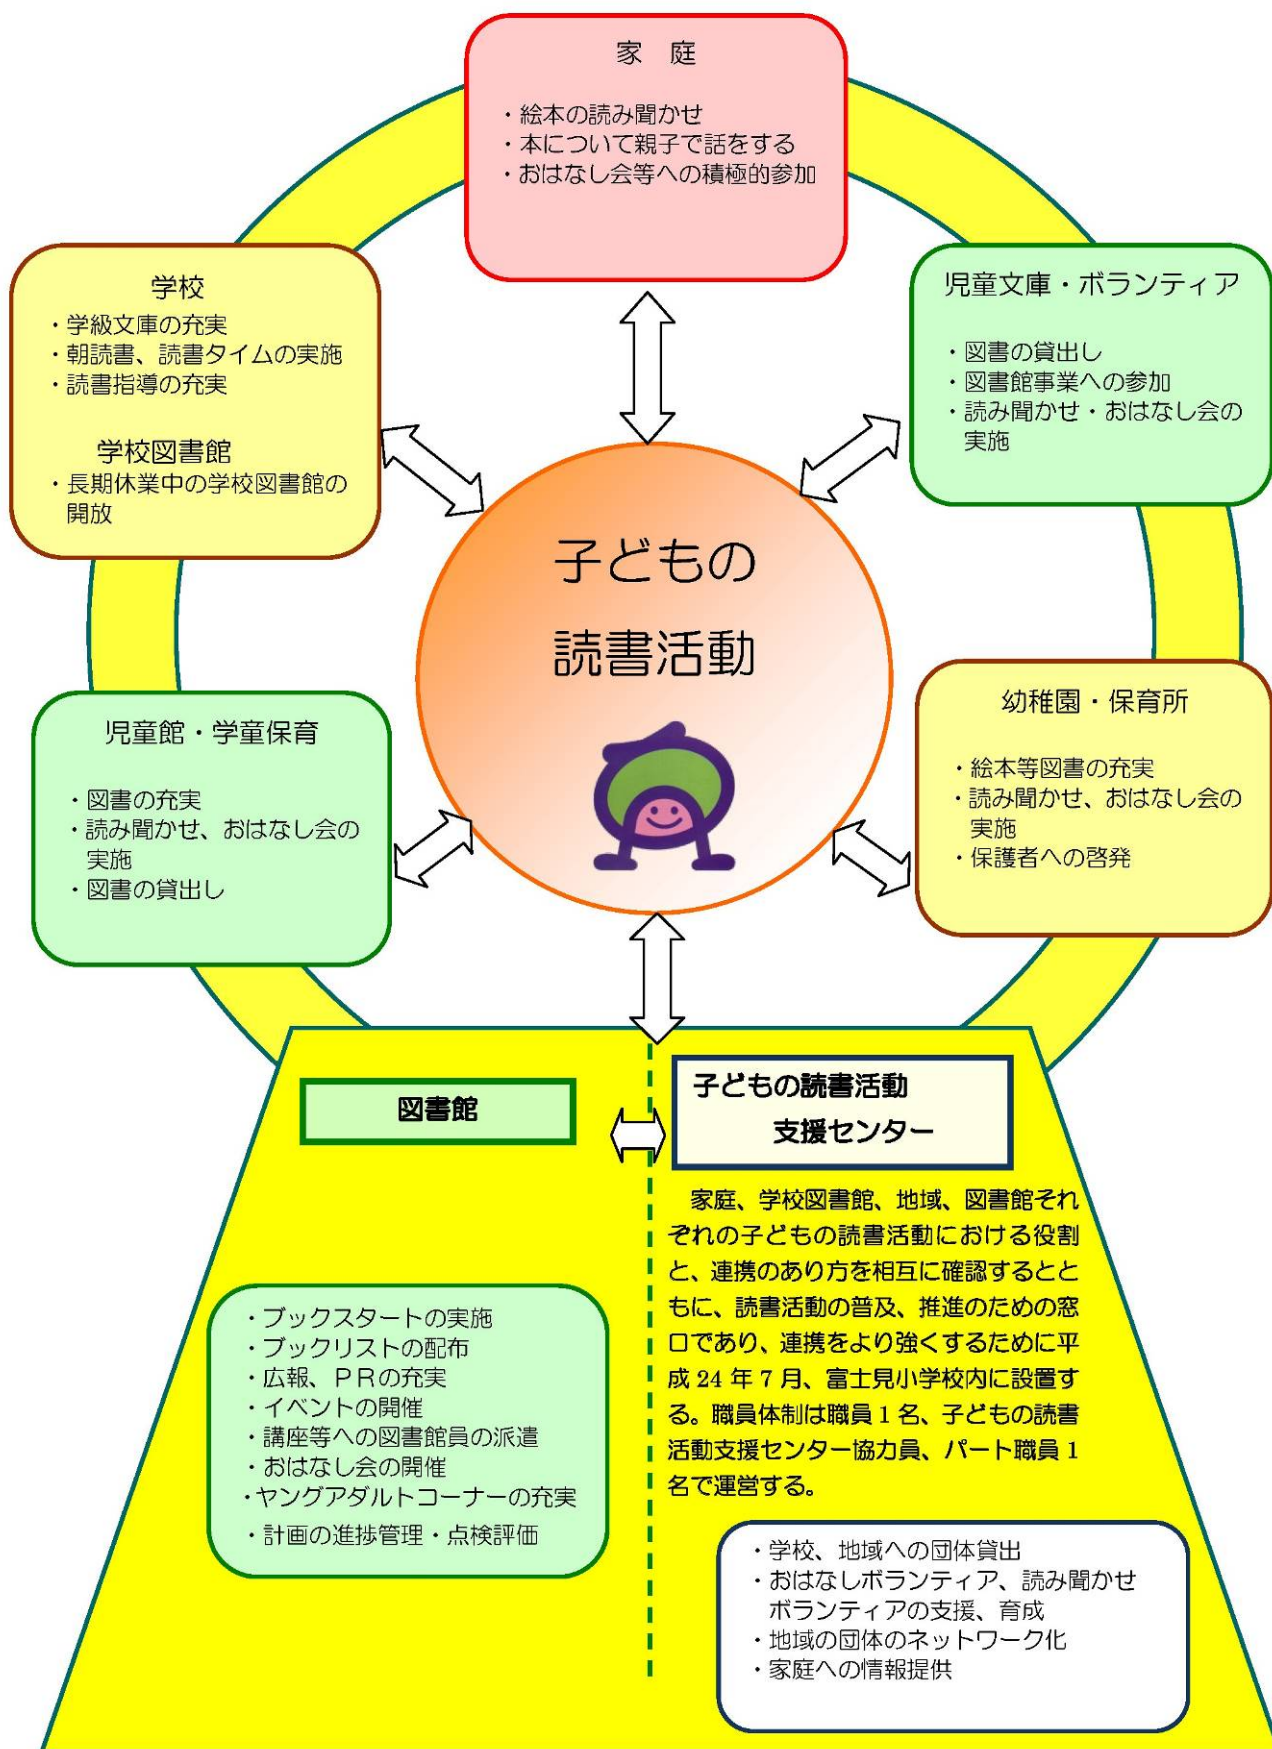 家　庭
・絵本の読み聞かせ
・本について親子で話をする
・おはなし会等への積極的参加
学校
・学級文庫の充実
・朝読書、読書タイムの実施
・読書指導の充実
学校図書館
・長期休業中の学校図書館の
開放
児童文庫・ボランティア
・図書の貸出し
・図書館事業への参加
・読み聞かせ・おはなし会の
実施
子どもの
読書活動
児童館・学童保育
・図書の充実
・読み聞かせ、おはなし会の
実施
・図書の貸出し
幼稚園・保育所
・絵本等図書の充実
・読み聞かせ、おはなし会の
実施
・保護者への啓発
図書館
・ブックスタートの実施
・ブックリストの配布
・広報、ＰＲの充実
・イベントの開催
・講座等への図書館員の派遣
・おはなし会の開催
・ヤングアダルトコーナーの充実
・計画の進捗管理・点検評価
子どもの読書活動
支援センター
家庭、学校図書館、地域、図書館それ
ぞれの子どもの読書活動における役割
と、連携のあり方を相互に確認するとと
もに、読書活動の普及、推進のための窓
口であり、連携をより強くするために平
成 24 年 7 月、富士見小学校内に設置す
る。職員体制は職員 1 名、子どもの読書
活動支援センター協力員、パート職員 1
名で運営する。
・学校、地域への団体貸出
・おはなしボランティア、読み聞かせ
ボランティアの支援、育成
・地域の団体のネットワーク化
・家庭への情報提供